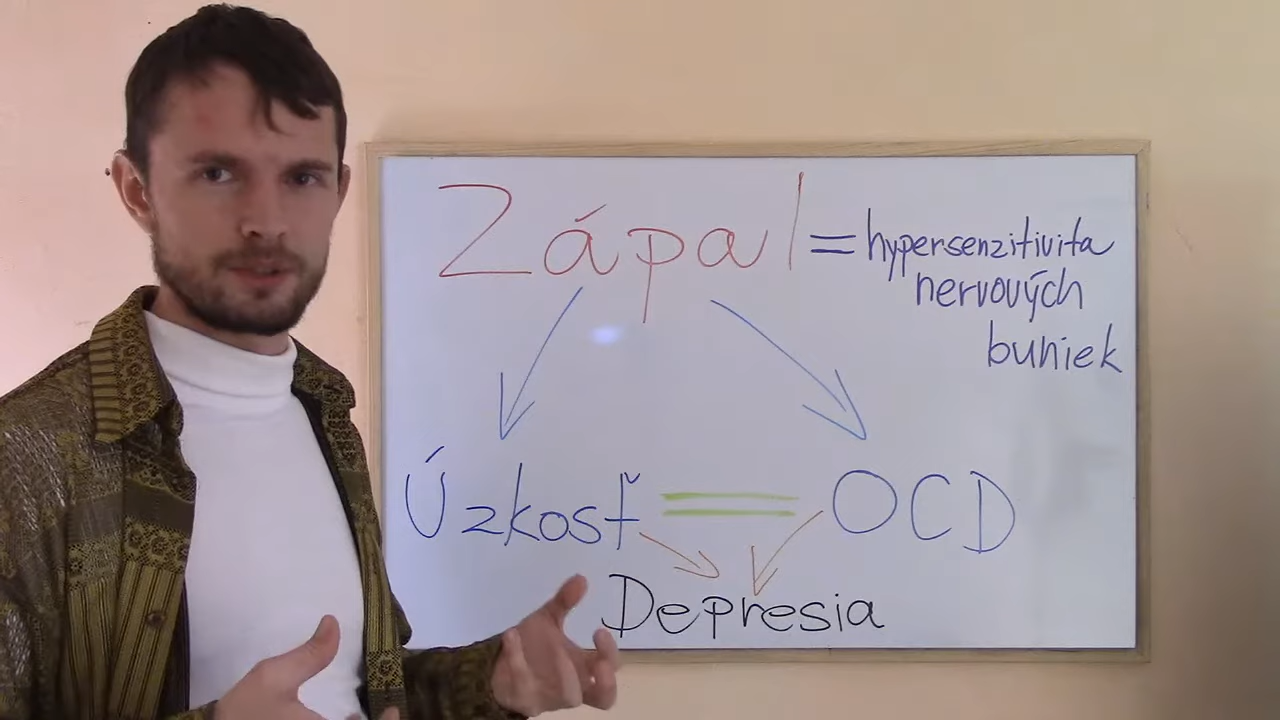 Zápal = hypersenzitivita
nervových
buniek
Úzkosť = OCD
Depresia